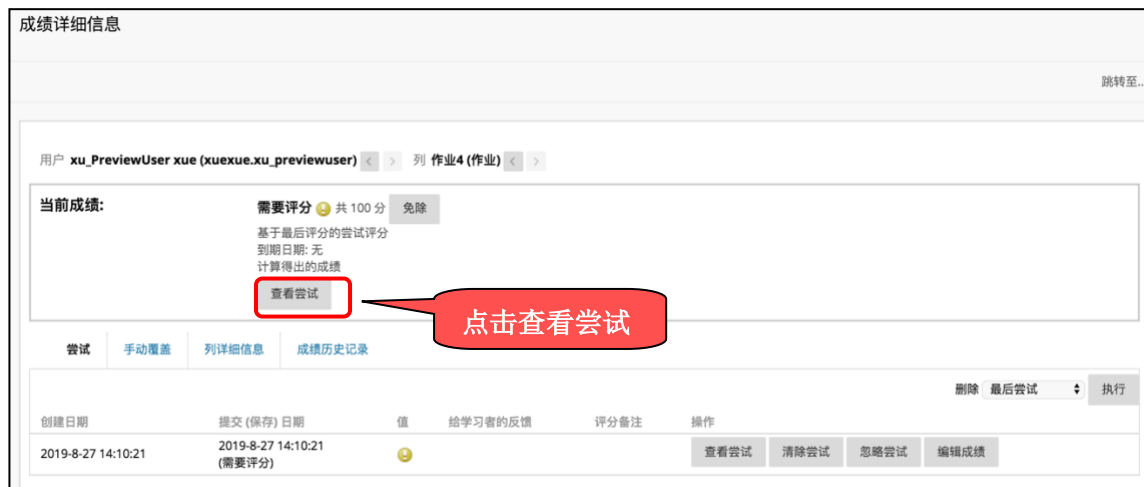 成绩详细信息
跳转至...
用户 xu_PreviewUser xue (xuexue.xu_previewuser) < > 列 作业4 (作业) < >
当前成绩: 需要评分 共 100 分 免除
基于最后评分的尝试评分
到期日期: 无
计算得出的成绩
查看尝试
点击查看尝试
尝试 手动覆盖 列详细信息 成绩历史记录
删除 最后尝试 执行
创建日期 提交 (保存) 日期 值 给学习者的反馈 评分备注 操作
2019-8-27 14:10:21 2019-8-27 14:10:21 查看尝试 清除尝试 忽略尝试 编辑成绩
(需要评分)